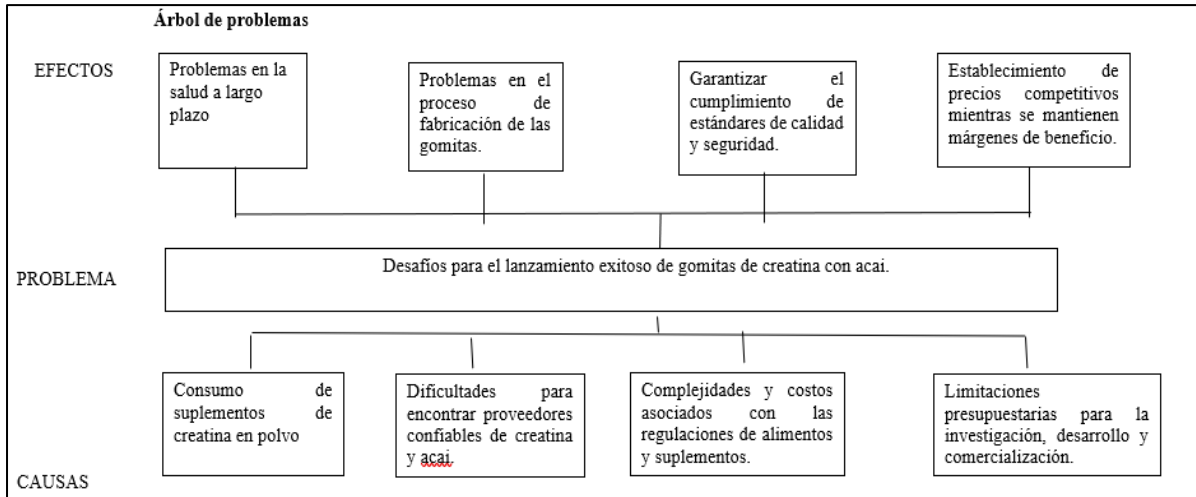 Árbol de problemas
EFECTOS
Problemas en la
salud a largo
plazo
Problemas en el
proceso de
fabricación de las
gomitas.
Garantizar el
cumplimiento de
estándares de calidad
y seguridad.
Establecimiento de
precios competitivos
mientras se mantienen
márgenes de beneficio.
PROBLEMA
Desafíos para el lanzamiento exitoso de gomitas de creatina con acai.
Consumo de
suplementos de
creatina en polvo
Dificultades para
encontrar proveedores
confiables de creatina
y acai.
Complejidades y costos
asociados con las
regulaciones de alimentos
y suplementos.
Limitaciones
presupuestarias para la
investigación, desarrollo y
comercialización.
CAUSAS